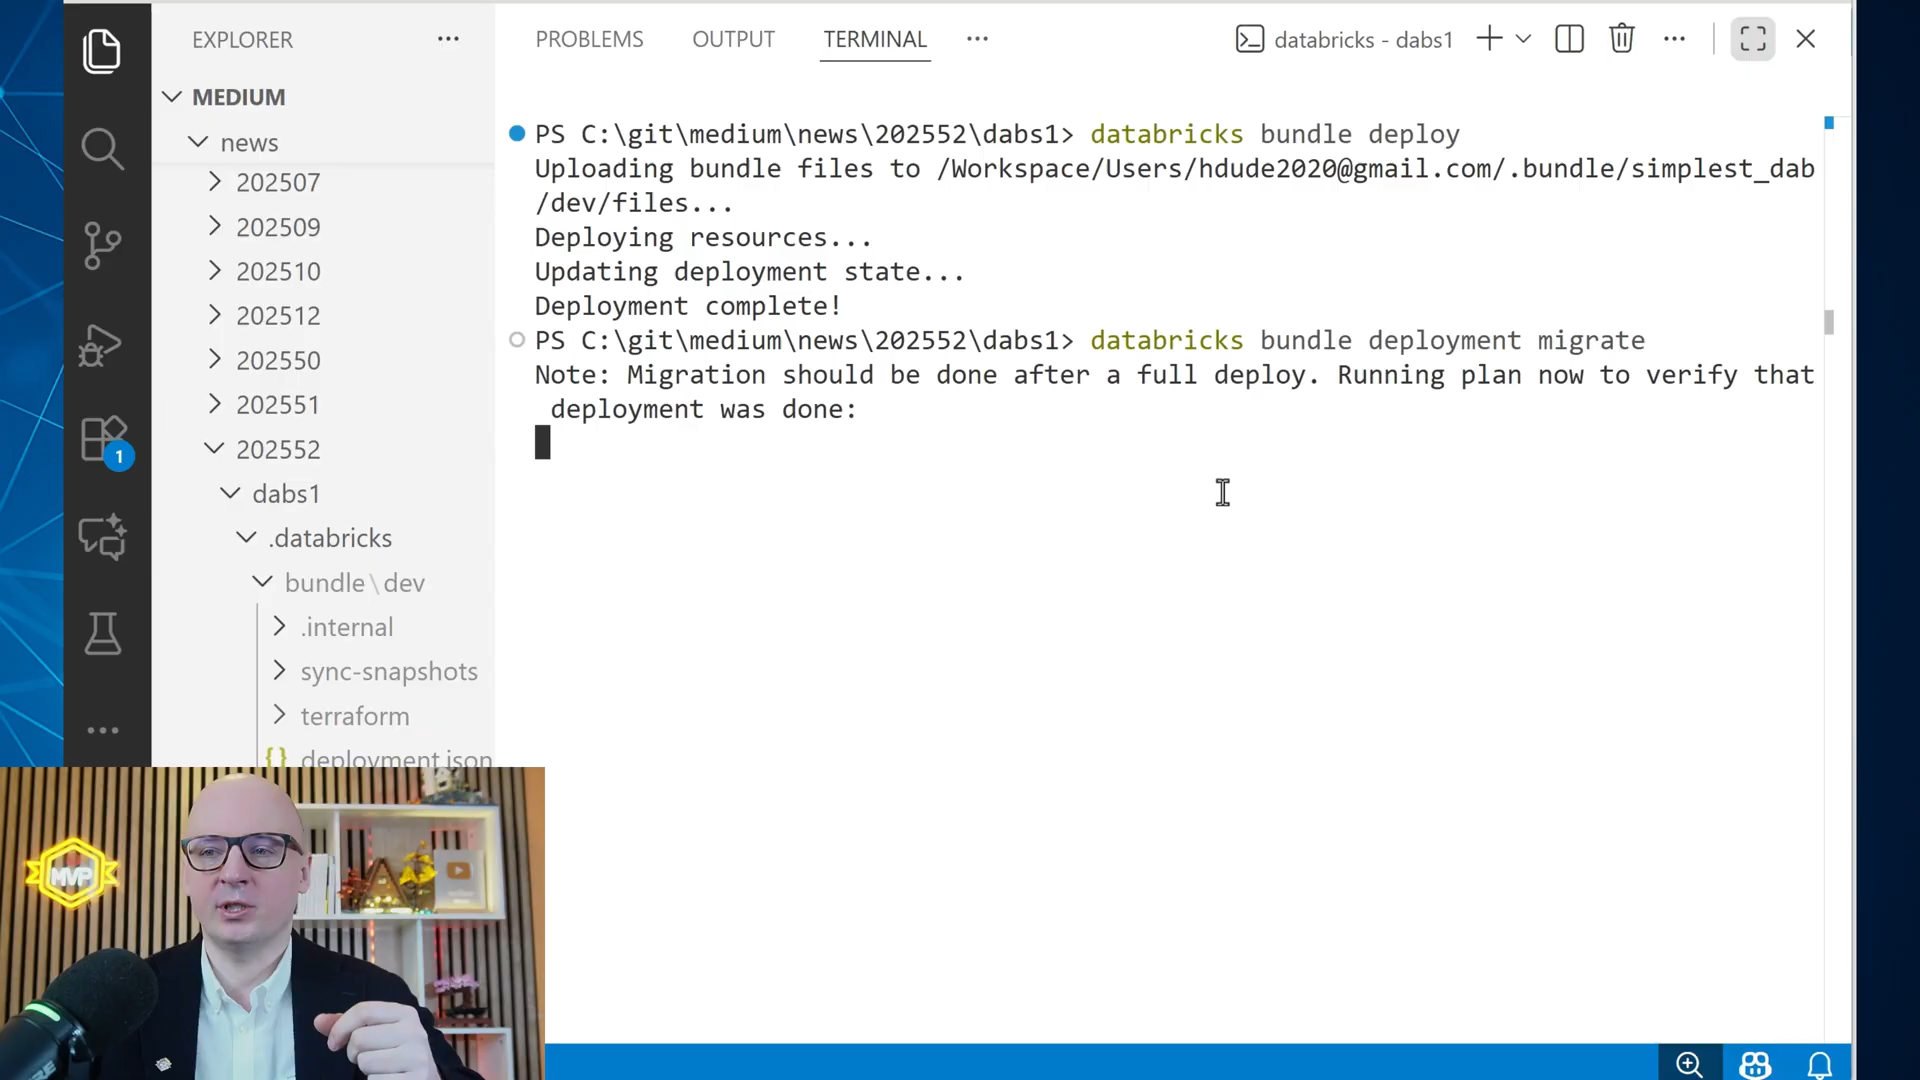 EXPLORER
MEDIUM
news
202507
202509
202510
202512
202550
202551
202552
dabs1
.databricks
bundle\dev
.internal
sync-snapshots
terraform
deployment.json
1
PROBLEMS
OUTPUT
TERMINAL
databricks - dabs1
PS C:\git\medium\news\202552\dabs1> databricks bundle deploy
Uploading bundle files to /Workspace/Users/hdude2020@gmail.com/.bundle/simplest_dab
/dev/files...
Deploying resources...
Updating deployment state...
Deployment complete!
PS C:\git\medium\news\202552\dabs1> databricks bundle deployment migrate
Note: Migration should be done after a full deploy. Running plan now to verify that
deployment was done:
MVP